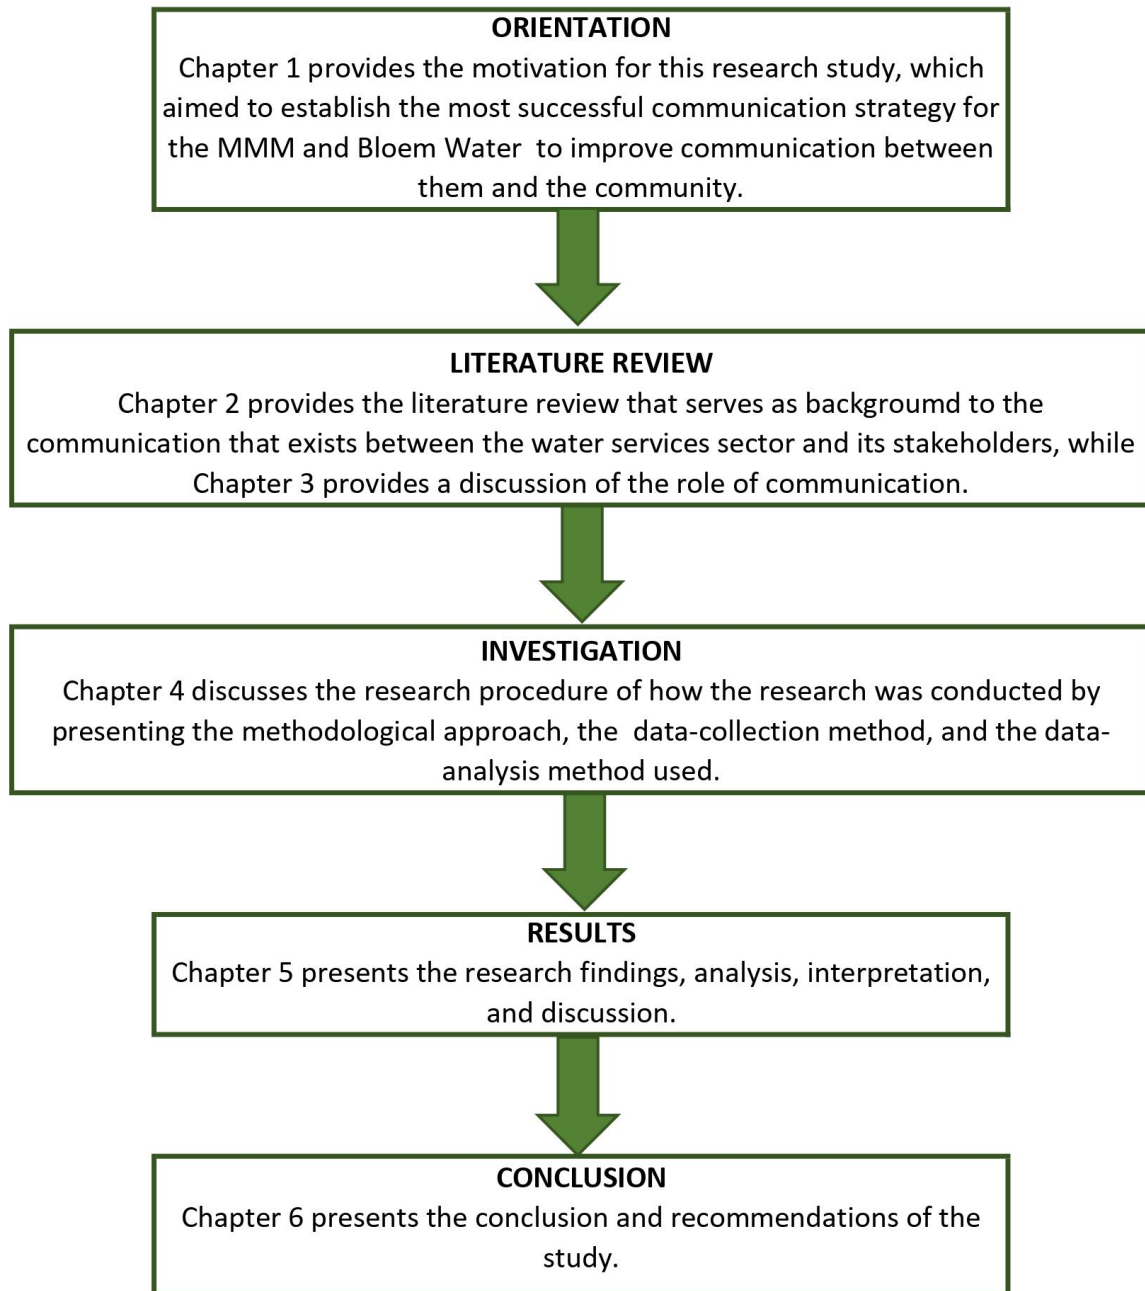 ORIENTATION
Chapter 1 provides the motivation for this research study, which
aimed to establish the most successful communication strategy for
the MMM and Bloem Water  to improve communication between
them and the community.
LITERATURE REVIEW
Chapter 2 provides the literature review that serves as backgroumd to the
communication that exists between the water services sector and its stakeholders, while
Chapter 3 provides a discussion of the role of communication.
INVESTIGATION
Chapter 4 discusses the research procedure of how the research was conducted by
presenting the methodological approach, the  data-collection method, and the data-
analysis method used.
RESULTS
Chapter 5 presents the research findings, analysis, interpretation,
and discussion.
CONCLUSION
Chapter 6 presents the conclusion and recommendations of the
study.